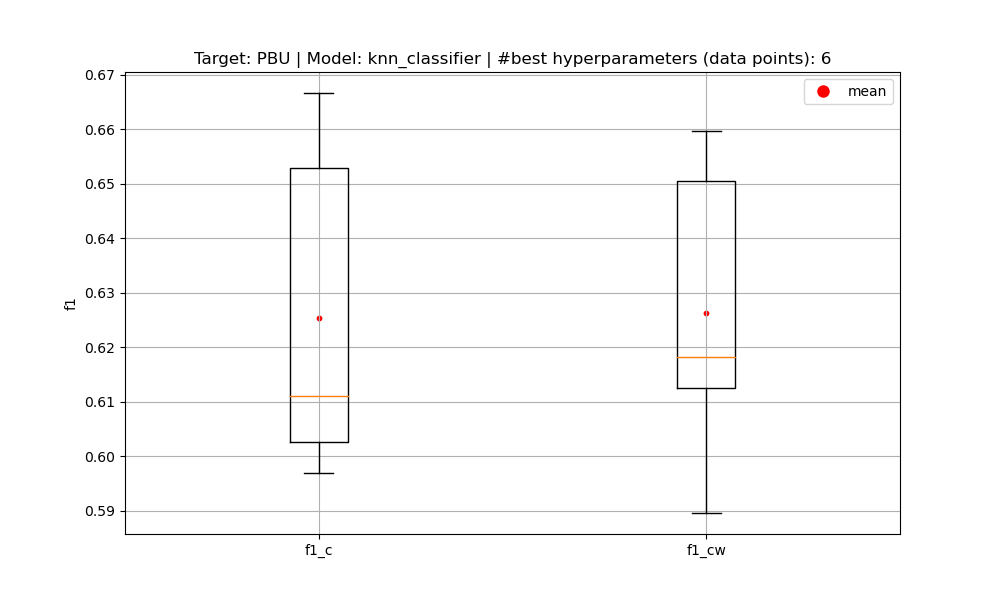 Target: PBU | Model: knn_classifier | #best hyperparameters (data points): 6
mean
0.67
0.66
0.65
0.64
0.63
0.62
0.61
0.60
0.59
f1
f1_c
f1_cw